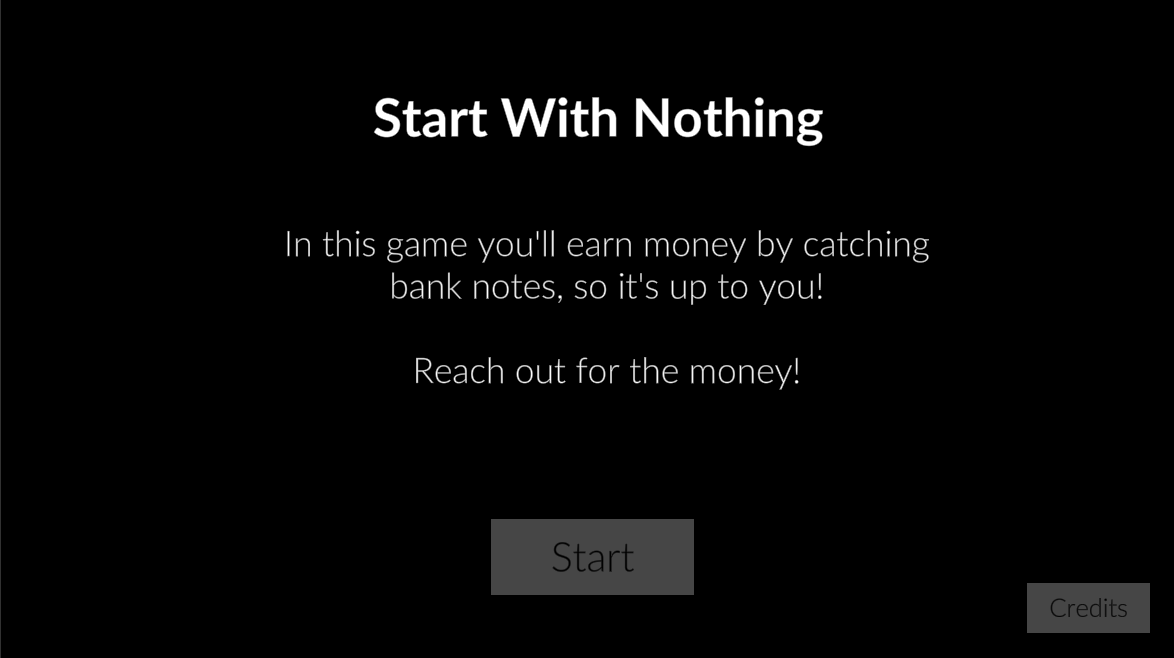 Start With Nothing
In this game you'll earn money by catching
bank notes, so it's up to you!
Reach out for the money!
Start
Credits